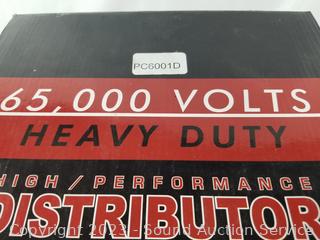 PC6001D
65,000 VOLTS
HEAVY DUTY
HIGH / PERFORMANCE
DISTRIBUTOR
Copyright 2023 - Sound Auction Service